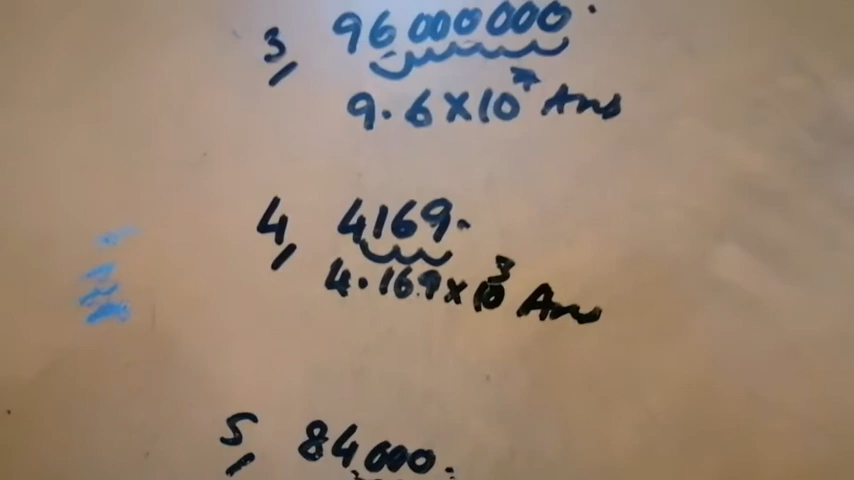 3, 96000000.
9.6×10⁷ Ans
4, 4169.
4.169×10³ Ans
5, 84000.